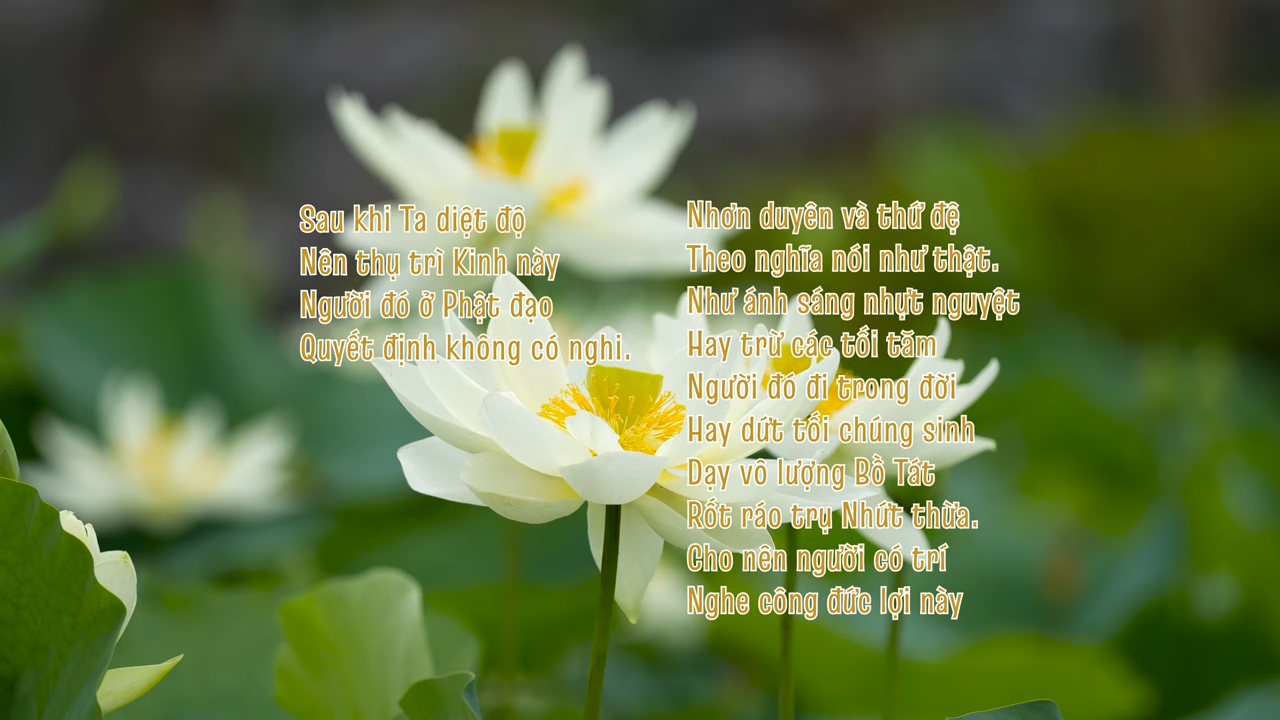 Sau khi Ta diệt độ
Nên thụ trì Kinh này
Người đó ở Phật đạo
Quyết định không có nghi.
Nhơn duyên và thứ đệ
Theo nghĩa nói như thật.
Như ánh sáng nhựt nguyệt
Hay trừ các tối tăm
Người đó đi trong đời
Hay dứt tối chúng sinh
Dạy vô lượng Bồ Tát
Rốt ráo trụ Nhứt thừa.
Cho nên người có trí
Nghe công đức lợi này